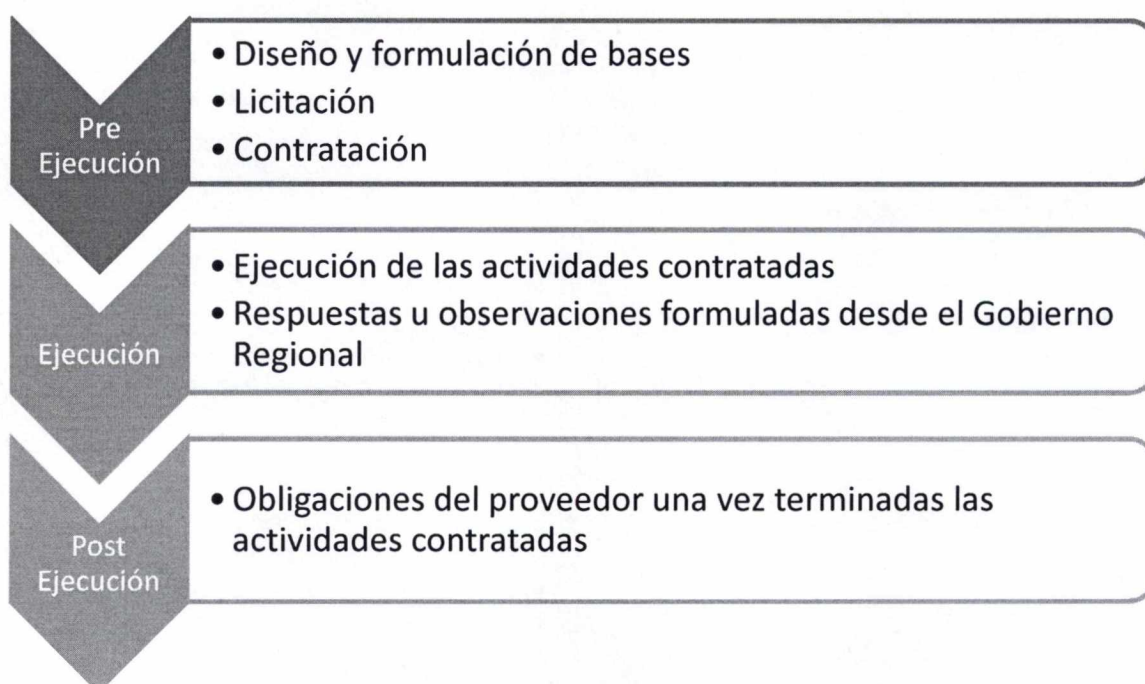 Pre
Ejecución
• Diseño y formulación de bases
• Licitación
• Contratación
Ejecución
• Ejecución de las actividades contratadas
• Respuestas u observaciones formuladas desde el Gobierno
Regional
Post
Ejecución
• Obligaciones del proveedor una vez terminadas las
actividades contratadas